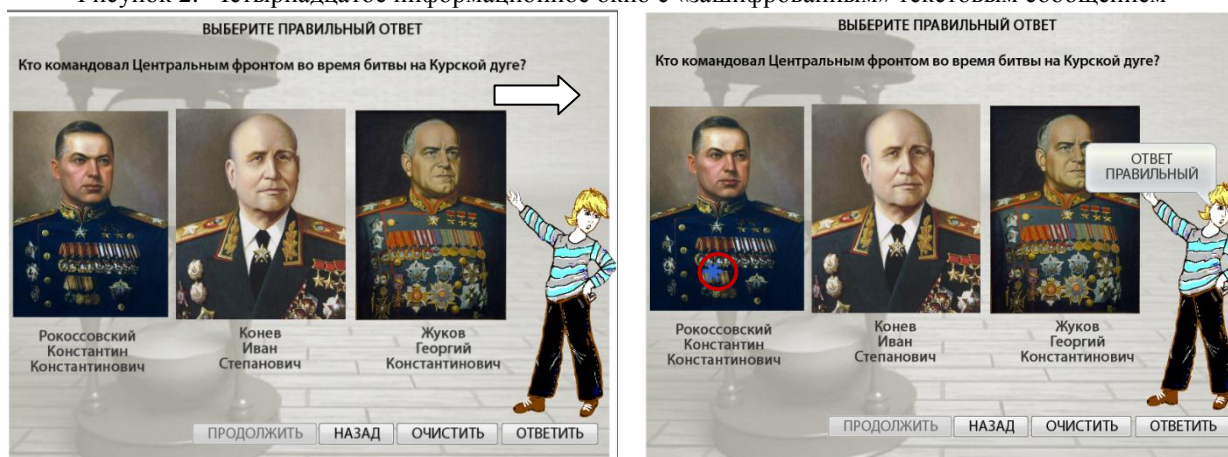 Рисунок 2. Четырнадцатое информационное окно с «зашифрованным» текстовым сообщением
ВЫБЕРИТЕ ПРАВИЛЬНЫЙ ОТВЕТ
Кто командовал Центральным фронтом во время битвы на Курской дуге?
Рокоссовский
Константин
Константинович
Конев
Иван
Степанович
Жуков
Георгий
Константинович
ПРОДОЛЖИТЬ НАЗАД ОЧИСТИТЬ ОТВЕТИТЬ
ВЫБЕРИТЕ ПРАВИЛЬНЫЙ ОТВЕТ
Кто командовал Центральным фронтом во время битвы на Курской дуге?
ОТВЕТ
ПРАВИЛЬНЫЙ
Рокоссовский
Константин
Константинович
Конев
Иван
Степанович
Жуков
Георгий
Константинович
ПРОДОЛЖИТЬ НАЗАД ОЧИСТИТЬ ОТВЕТИТЬ